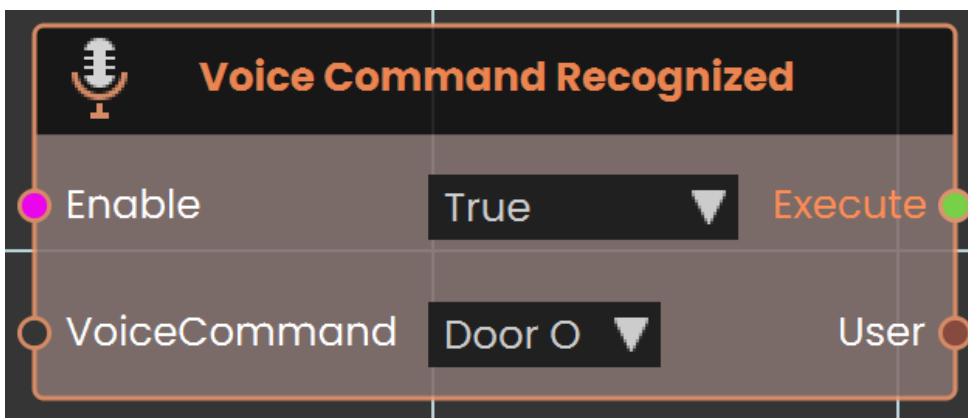 Voice Command Recognized
Enable True Execute
VoiceCommand Door O User